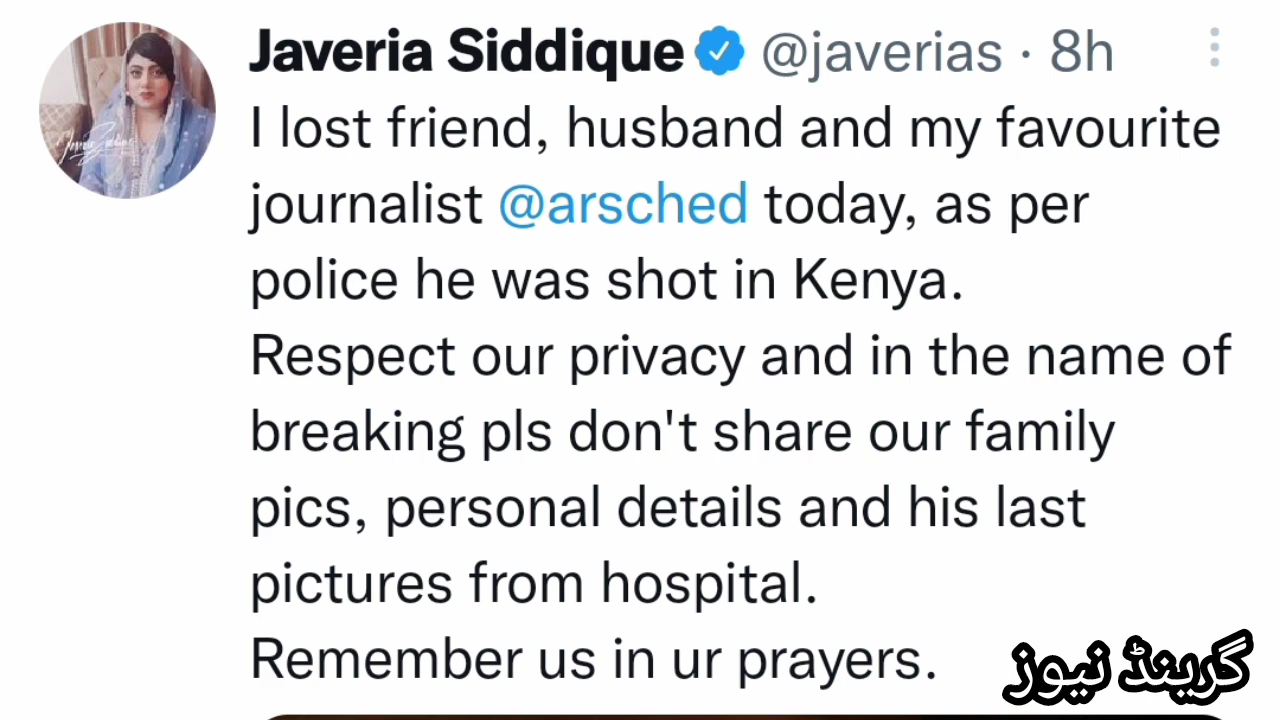 Javeria Siddique @javerias · 8h
I lost friend, husband and my favourite
journalist @arsched today, as per
police he was shot in Kenya.
Respect our privacy and in the name of
breaking pls don't share our family
pics, personal details and his last
pictures from hospital.
Remember us in ur prayers.
گرینڈ نیوز